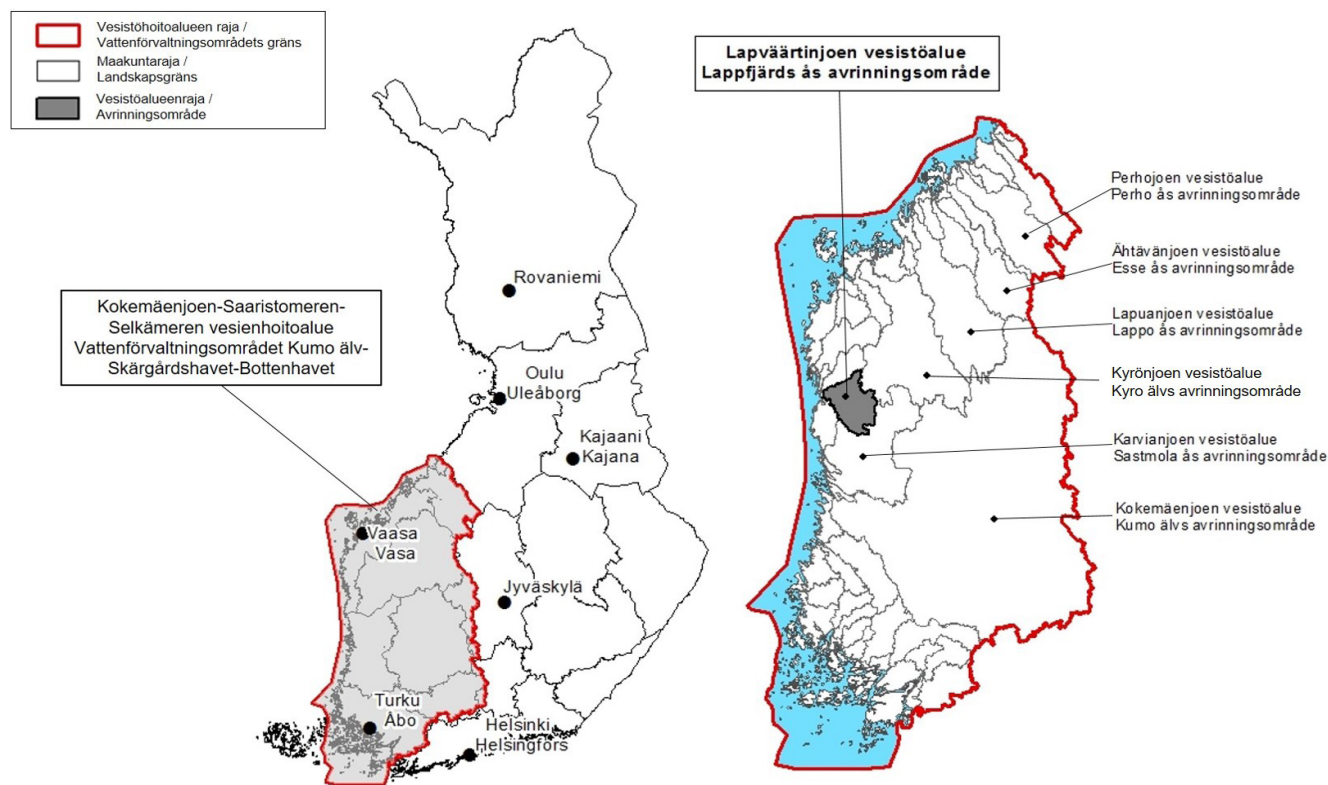 Vesistöhoitoalueen raja /
Vattenförvaltningsområdets gräns
Maakuntaraja /
Landskapsgräns
Vesistöalueenraja /
Avrinningsområde
Kokemäenjoen-Saaristomeren-
Selkämeren vesienhoitoalue
Vattenförvaltningsområdet Kumo älv-
Skärgårdshavet-Bottenhavet
Rovaniemi
Oulu
Uleåborg
Kajaani
Kajana
Vaasa
Vasa
Jyväskylä
Turku
Åbo
Helsinki
Helsingfors
Lapväärtinjoen vesistöalue
Lappfjärds ås avrinningsområde
Perhojoen vesistöalue
Perho ås avrinningsområde
Ähtävänjoen vesistöalue
Esse ås avrinningsområde
Lapuanjoen vesistöalue
Lappo ås avrinningsområde
Kyrönjoen vesistöalue
Kyro älvs avrinningsområde
Karvianjoen vesistöalue
Sastmola ås avrinningsområde
Kokemäenjoen vesistöalue
Kumo älvs avrinningsområde